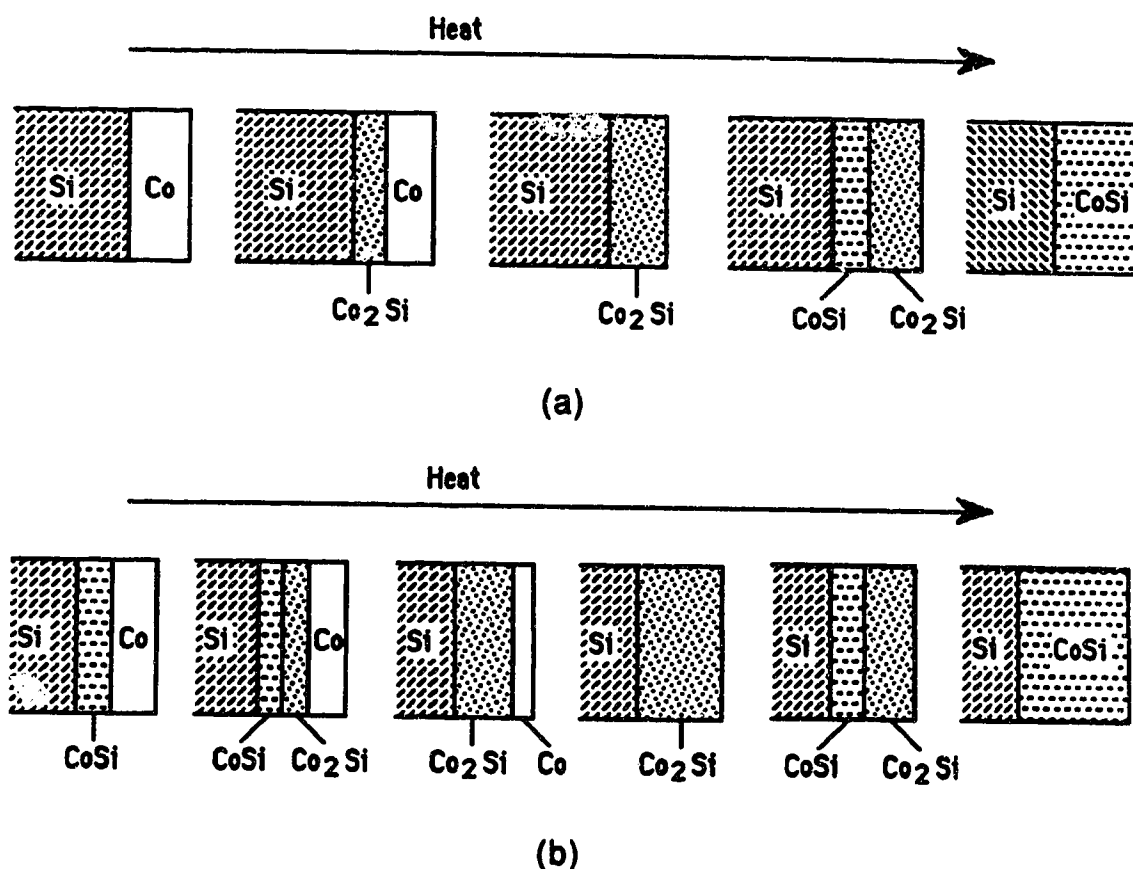 Heat
Si Co Si Co Si Si Si CoSi
Co2Si Co2Si CoSi Co2Si
(a)
Heat
Si Co Si Co Si Si Si Si CoSi
CoSi CoSi Co2Si Co2Si Co Co2Si CoSi Co2Si
(b)